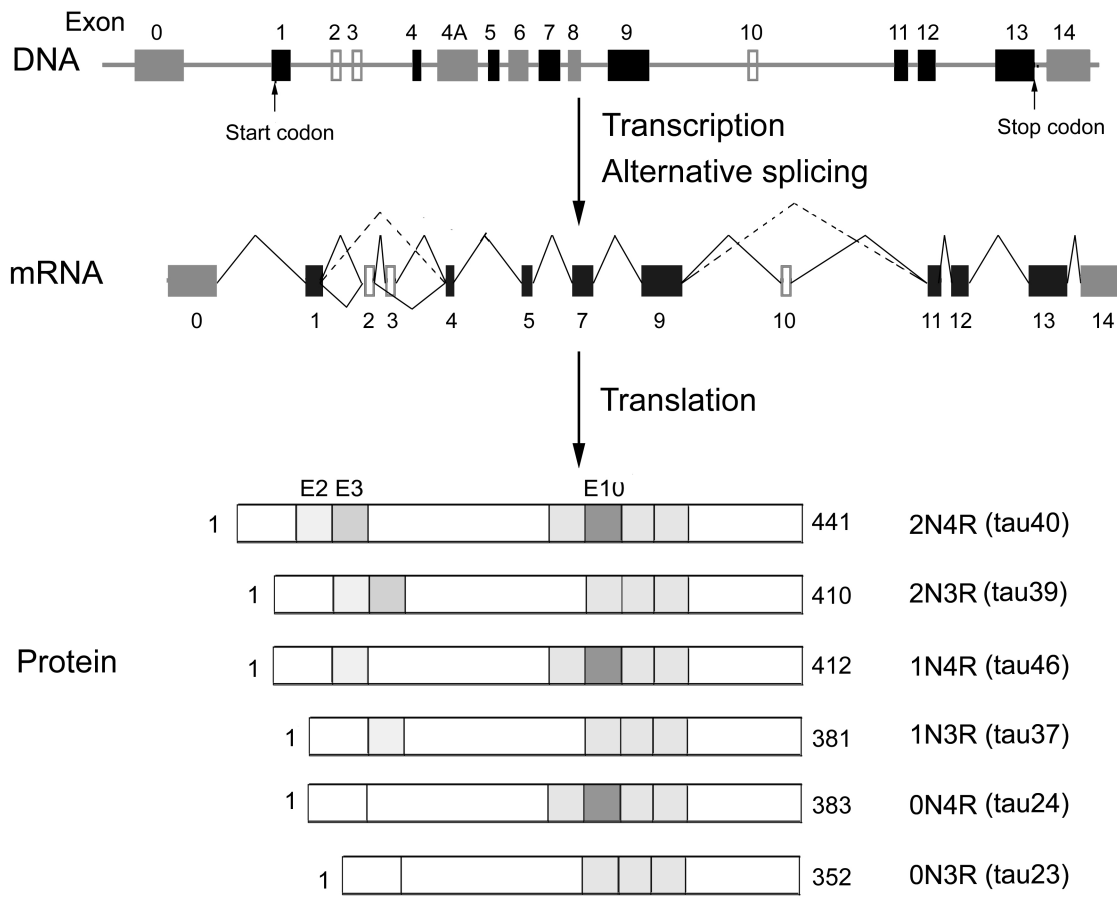 Exon
0 1 2 3 4 4A 5 6 7 8 9 10 11 12 13 14
DNA
Start codon
Stop codon
Transcription
Alternative splicing
mRNA
0 1 2 3 4 5 7 9 10 11 12 13 14
Translation
E2 E3 E10
1 441 2N4R (tau40)
1 410 2N3R (tau39)
Protein
1 412 1N4R (tau46)
1 381 1N3R (tau37)
1 383 0N4R (tau24)
1 352 0N3R (tau23)